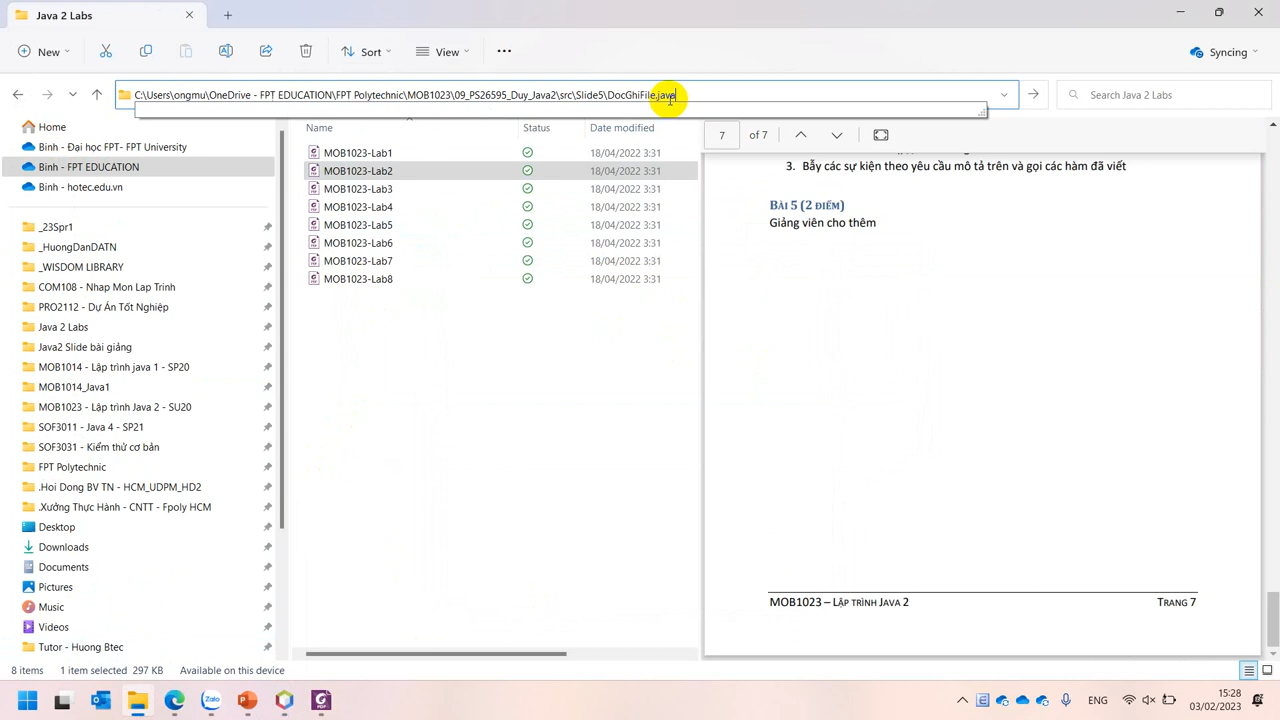 Java 2 Labs
New
Sort
View
Syncing
C:\Users\ongmu\OneDrive - FPT EDUCATION\FPT Polytechnic\MOB1023\09_PS26595_Duy_Java2\src\Slide5\DocGhiFile.java
Search Java 2 Labs
Home
Binh - Đại học FPT- FPT University
Binh - FPT EDUCATION
Binh - hotec.edu.vn
_23Spr1
_HuongDanDATN
_WISDOM LIBRARY
COM108 - Nhap Mon Lap Trinh
PRO2112 - Dự Án Tốt Nghiệp
Java 2 Labs
Java2 Slide bài giảng
MOB1014 - Lập trình java 1 - SP20
MOB1014_Java1
MOB1023 - Lập trình Java 2 - SU20
SOF3011 - Java 4 - SP21
SOF3031 - Kiểm thử cơ bản
FPT Polytechnic
.Hoi Dong BV TN - HCM_UDPM_HD2
.Xưởng Thực Hành - CNTT - Fpoly HCM
Desktop
Downloads
Documents
Pictures
Music
Videos
Tutor - Huong Btec
Name Status Date modified
MOB1023-Lab1 18/04/2022 3:31
MOB1023-Lab2 18/04/2022 3:31
MOB1023-Lab3 18/04/2022 3:31
MOB1023-Lab4 18/04/2022 3:31
MOB1023-Lab5 18/04/2022 3:31
MOB1023-Lab6 18/04/2022 3:31
MOB1023-Lab7 18/04/2022 3:31
MOB1023-Lab8 18/04/2022 3:31
7 of 7
3. Bẫy các sự kiện theo yêu cầu mô tả trên và gọi các hàm đã viết
BÀI 5 (2 ĐIỂM)
Giảng viên cho thêm
MOB1023 – LẬP TRÌNH JAVA 2 TRANG 7
8 items 1 item selected 297 KB Available on this device
Zalo
ENG
15:28
03/02/2023